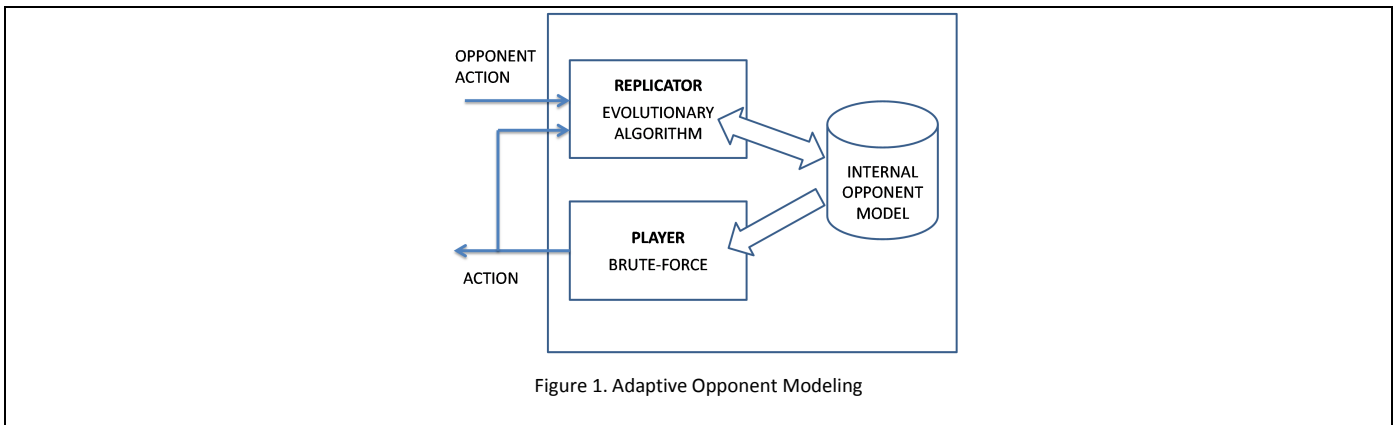 OPPONENT
ACTION
REPLICATOR
EVOLUTIONARY
ALGORITHM
INTERNAL
OPPONENT
MODEL
PLAYER
BRUTE-FORCE
ACTION
Figure 1. Adaptive Opponent Modeling